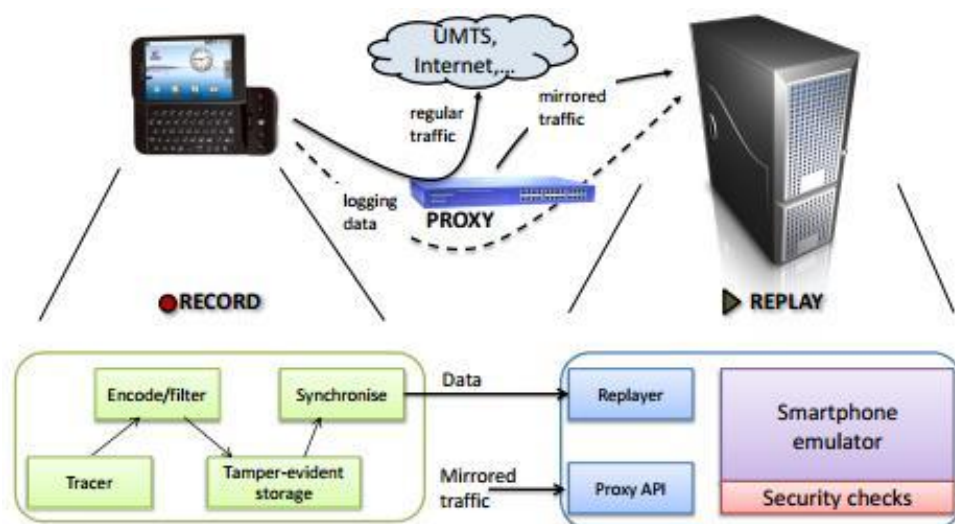 UMTS,
Internet,...
regular
traffic
mirrored
traffic
logging
data
PROXY
RECORD
REPLAY
Encode/filter
Synchronise
Tracer
Tamper-evident
storage
Data
Mirrored
traffic
Replayer
Proxy API
Smartphone
emulator
Security checks